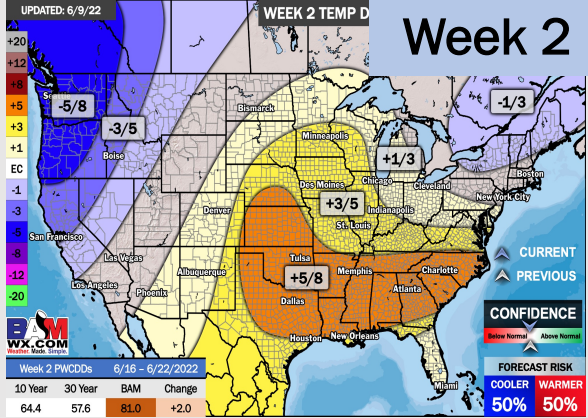 UPDATED: 6/9/22
WEEK 2 TEMP D
Week 2
+20
+12
+8
+5
+3
+1
EC
-1
-3
-5
-8
-12
-20
-5/8
-3/5
-1/3
+1/3
+3/5
+5/8
Bismarck
Minneapolis
Boise
Boston
Chicago
Cleveland
New York City
Des Moines
Denver
Indianapolis
St. Louis
San Francisco
Las Vegas
Los Angeles
Albuquerque
Phoenix
Tulsa
Memphis
Charlotte
Dallas
Atlanta
Houston
New Orleans
Miami
CURRENT
PREVIOUS
CONFIDENCE
Below Normal
Above Normal
FORECAST RISK
COOLER
WARMER
50%
50%
BAM
WX.COM
Weather. Made. Simple.
Week 2 PWCDDs
6/16 – 6/22/2022
10 Year
30 Year
BAM
Change
64.4
57.6
81.0
+2.0